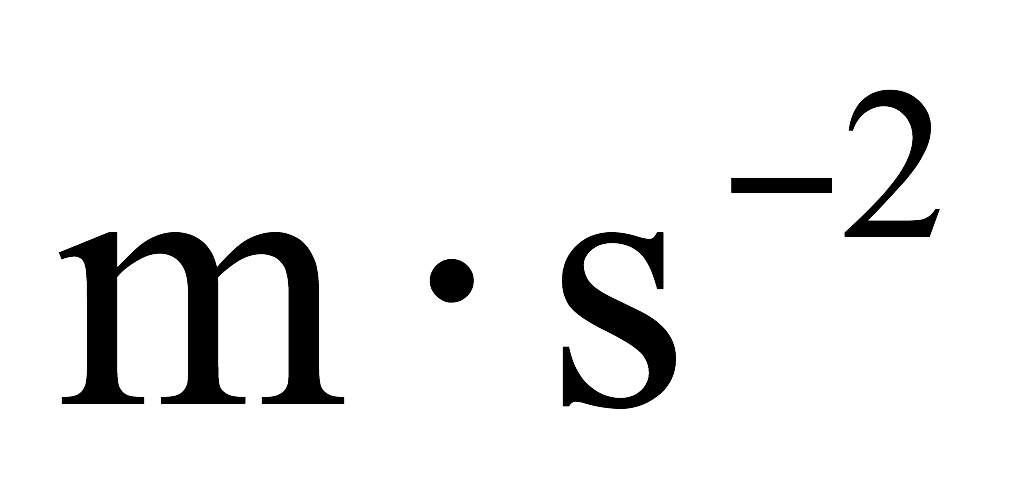 m · s⁻²